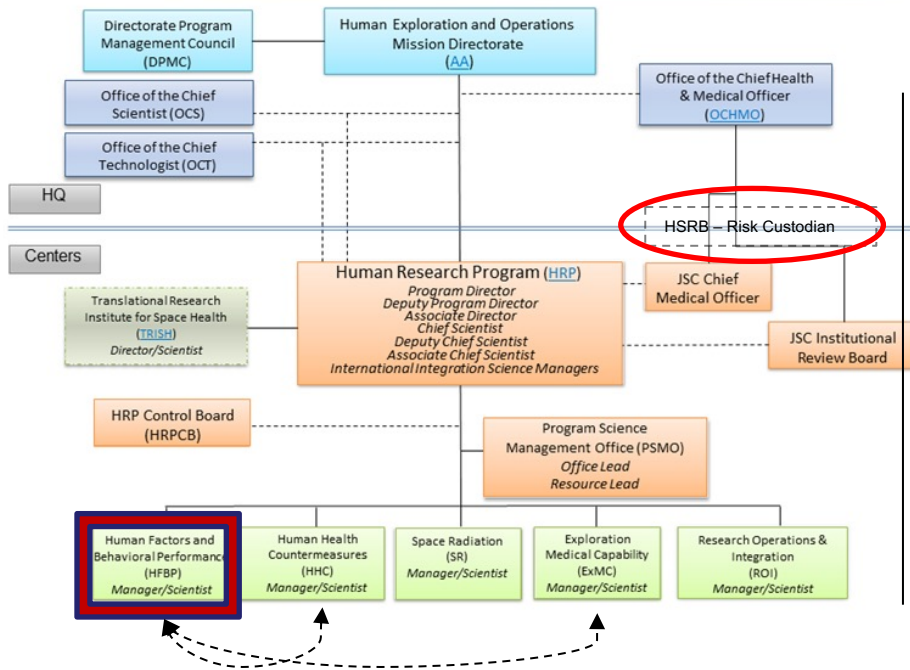 Directorate Program
Management Council
(DPMC)
Human Exploration and Operations
Mission Directorate
(AA)
Office of the Chief
Scientist (OCS)
Office of the Chief Health
& Medical Officer
(OCHMO)
Office of the Chief
Technologist (OCT)
HQ
HSRB – Risk Custodian
Centers
Human Research Program (HRP)
Program Director
Deputy Program Director
Associate Director
Chief Scientist
Deputy Chief Scientist
Associate Chief Scientist
International Integration Science Managers
JSC Chief
Medical Officer
Translational Research
Institute for Space Health
(TRISH)
Director/Scientist
JSC Institutional
Review Board
HRP Control Board
(HRPCB)
Program Science
Management Office (PSMO)
Office Lead
Resource Lead
Human Factors and
Behavioral Performance
(HFBP)
Manager/Scientist
Human Health
Countermeasures
(HHC)
Manager/Scientist
Space Radiation
(SR)
Manager/Scientist
Exploration
Medical Capability
(ExMC)
Manager/Scientist
Research Operations &
Integration
(ROI)
Manager/Scientist